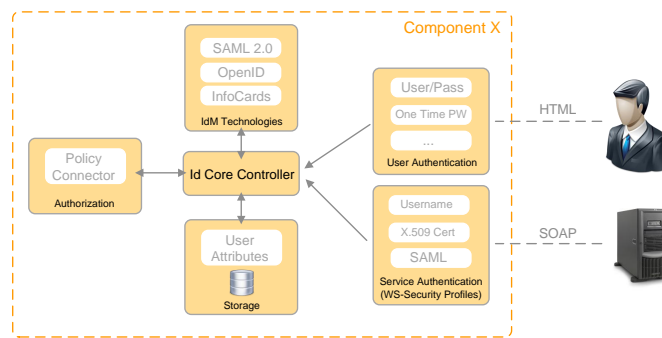 Component X
SAML 2.0
OpenID
InfoCards
IdM Technologies
User/Pass
One Time PW
...
User Authentication
HTML
Policy
Connector
Authorization
Id Core Controller
Username
X.509 Cert
SAML
Service Authentication
(WS-Security Profiles)
SOAP
User
Attributes
Storage